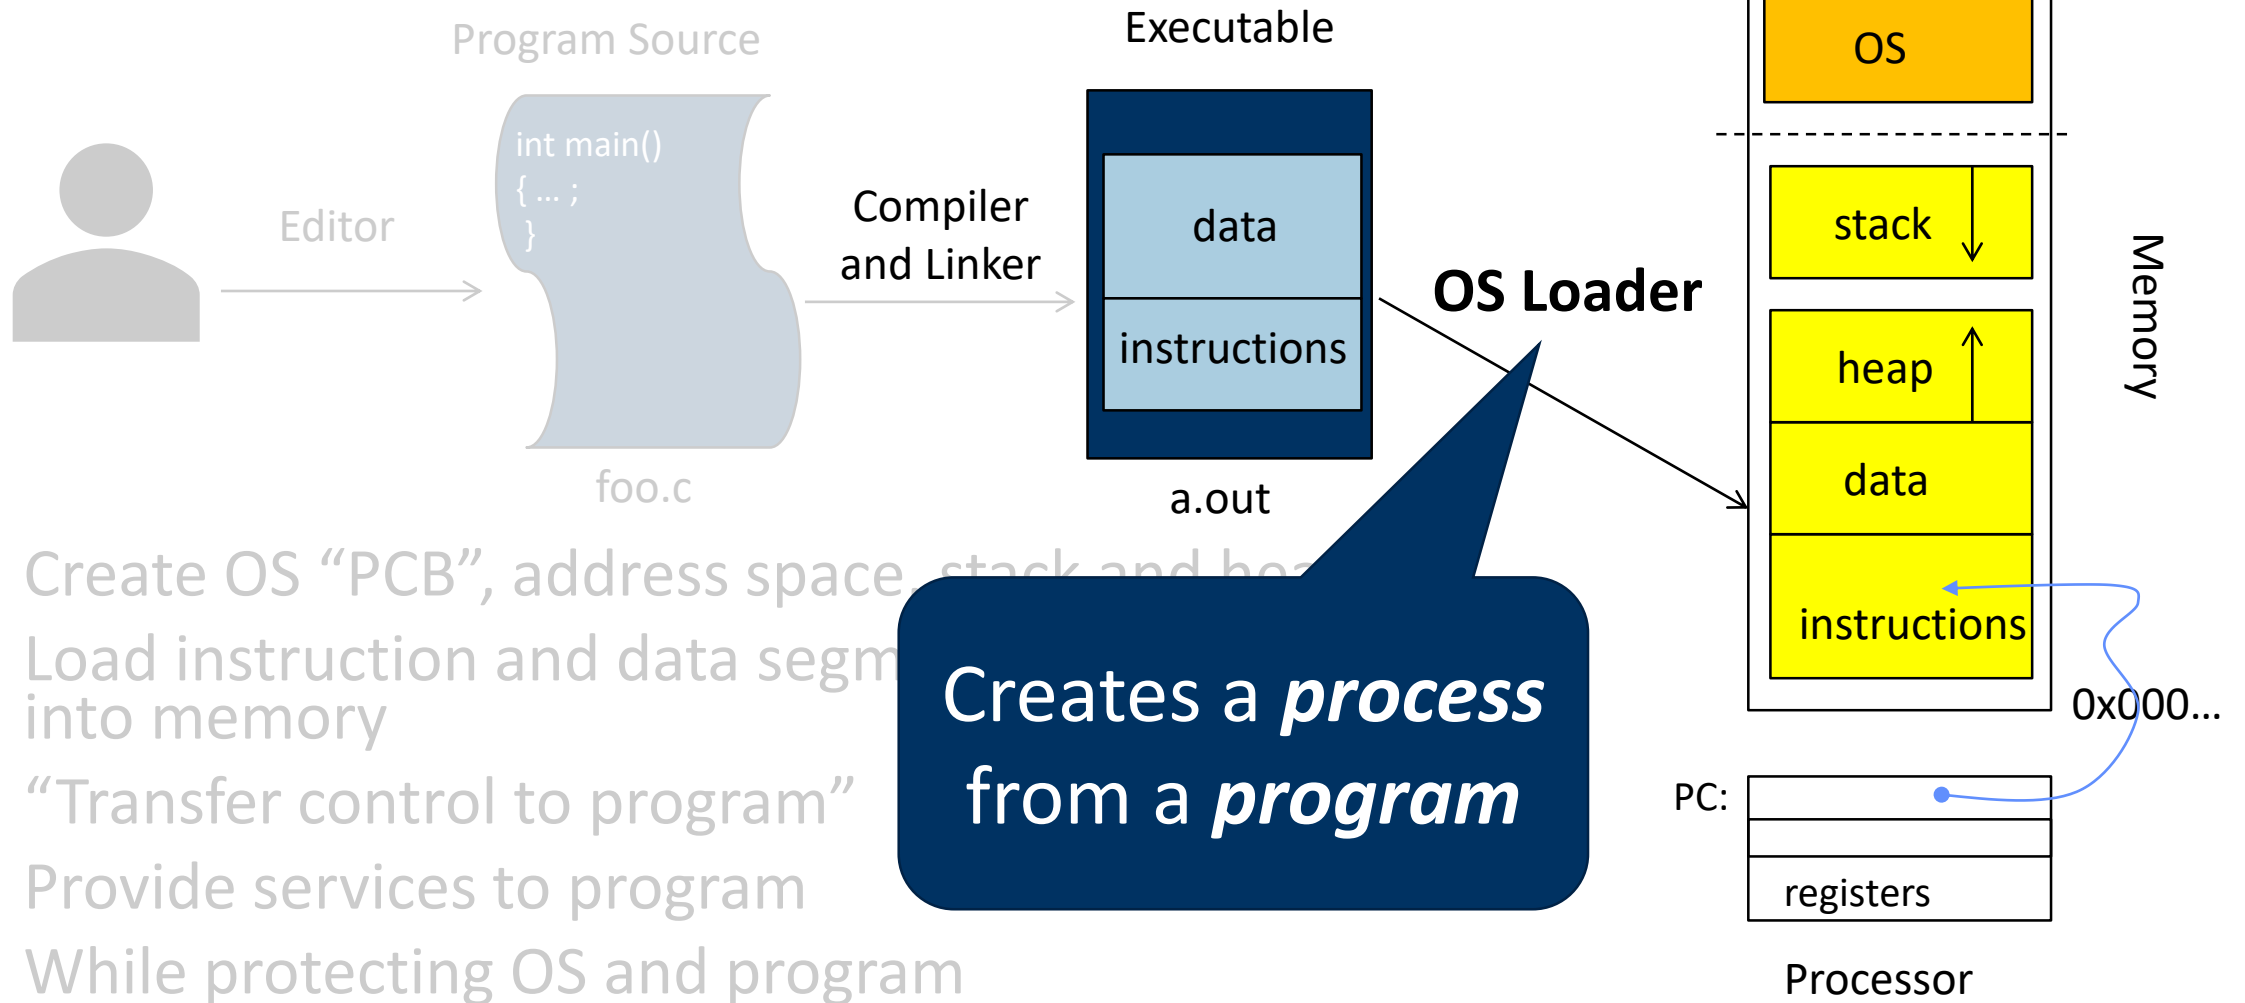 Program Source
Executable
OS
int main()
{ ... ;
}
Editor
Compiler
and Linker
data
instructions
OS Loader
stack
heap
data
instructions
Memory
foo.c
a.out
0x000...
Create OS “PCB”, address space, stack and
Load instruction and data
into memory
“Transfer control to program”
Provide services to program
While protecting OS and program
Creates a process
from a program
PC:
registers
Processor